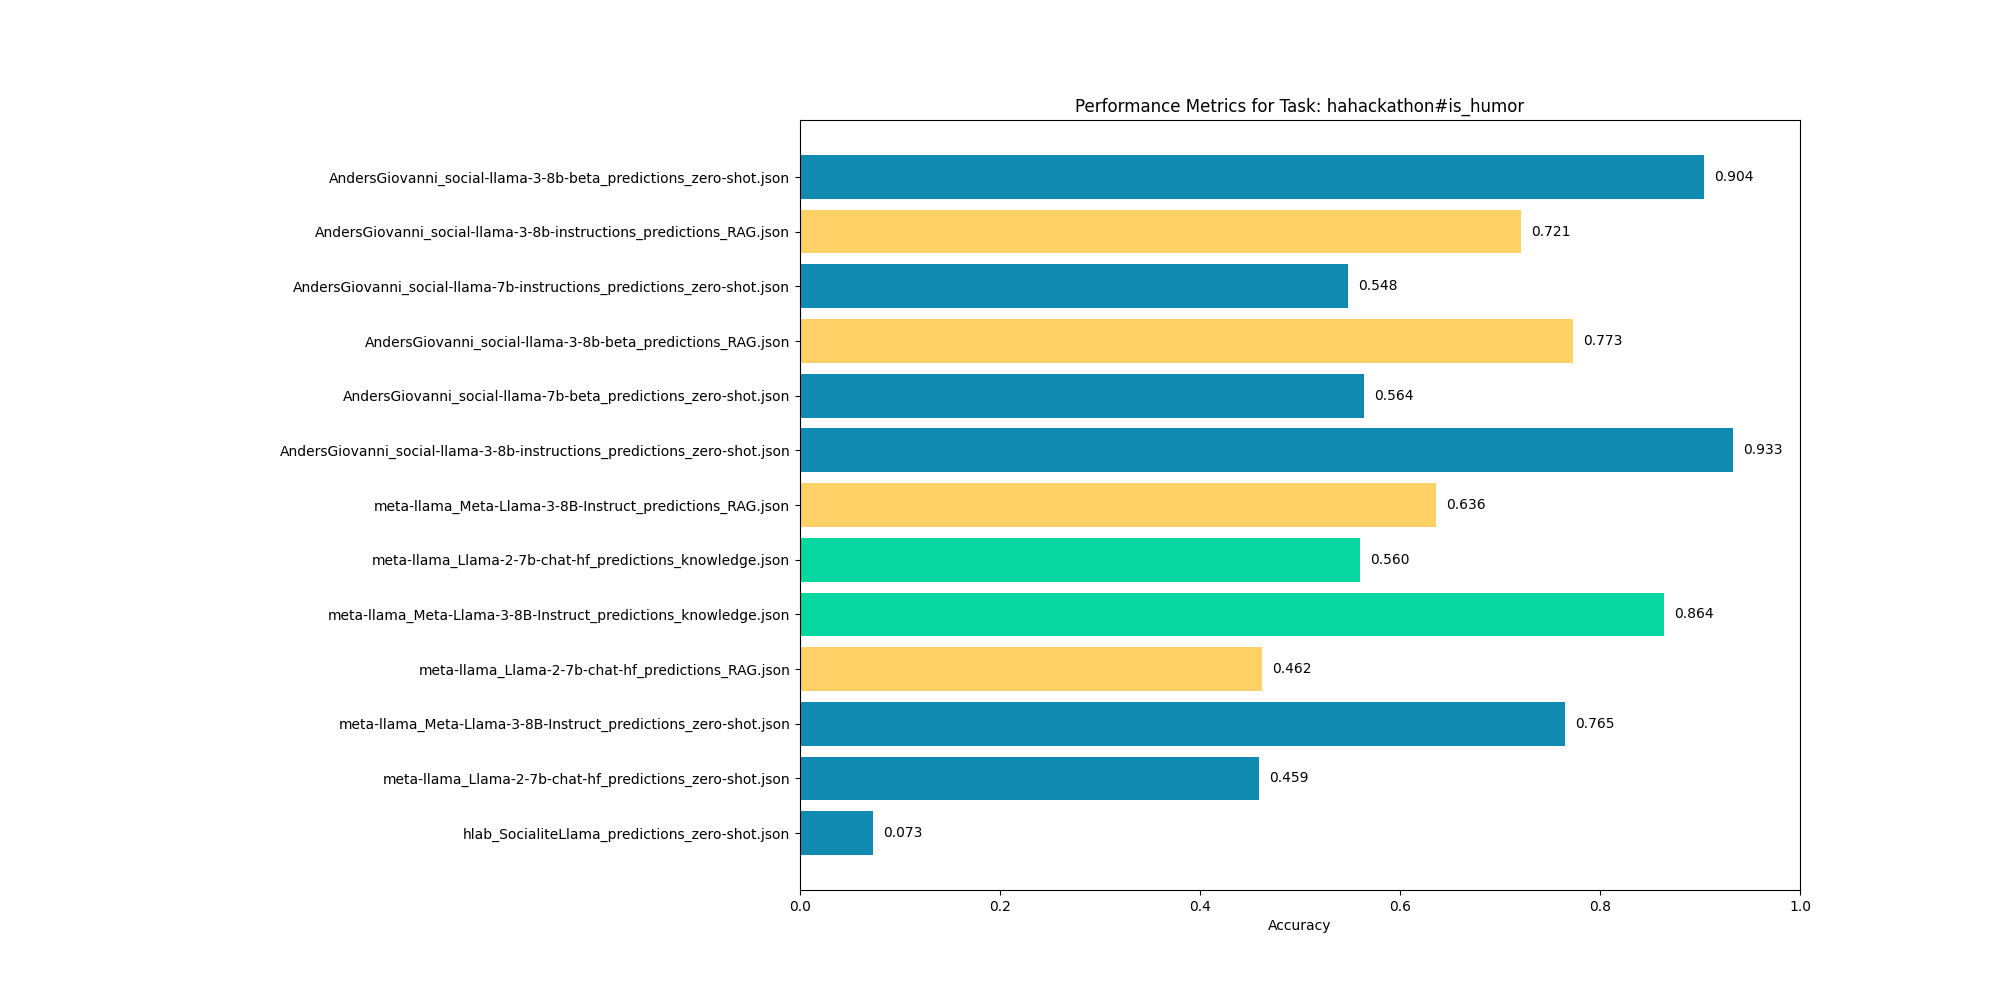 Performance Metrics for Task: hahackathon#is_humor
AndersGiovanni_social-llama-3-8b-beta_predictions_zero-shot.json 0.904
AndersGiovanni_social-llama-3-8b-instructions_predictions_RAG.json 0.721
AndersGiovanni_social-llama-7b-instructions_predictions_zero-shot.json 0.548
AndersGiovanni_social-llama-3-8b-beta_predictions_RAG.json 0.773
AndersGiovanni_social-llama-7b-beta_predictions_zero-shot.json 0.564
AndersGiovanni_social-llama-3-8b-instructions_predictions_zero-shot.json 0.933
meta-llama_Meta-Llama-3-8B-Instruct_predictions_RAG.json 0.636
meta-llama_Llama-2-7b-chat-hf_predictions_knowledge.json 0.560
meta-llama_Meta-Llama-3-8B-Instruct_predictions_knowledge.json 0.864
meta-llama_Llama-2-7b-chat-hf_predictions_RAG.json 0.462
meta-llama_Meta-Llama-3-8B-Instruct_predictions_zero-shot.json 0.765
meta-llama_Llama-2-7b-chat-hf_predictions_zero-shot.json 0.459
hlab_SocialiteLlama_predictions_zero-shot.json 0.073
0.0 0.2 0.4 0.6 0.8 1.0
Accuracy